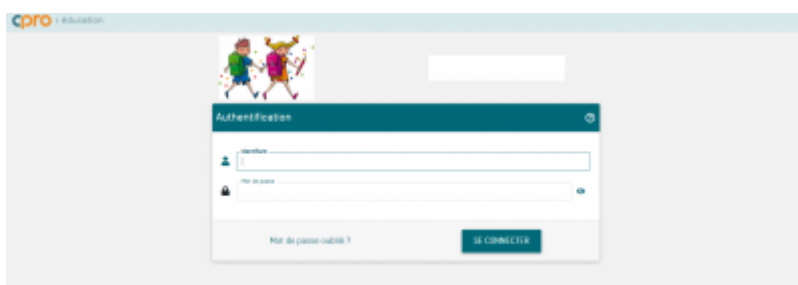 cpro éducation
Authentification
Identifiant
Mot de passe
Mot de passe oublié ?
SE CONNECTER